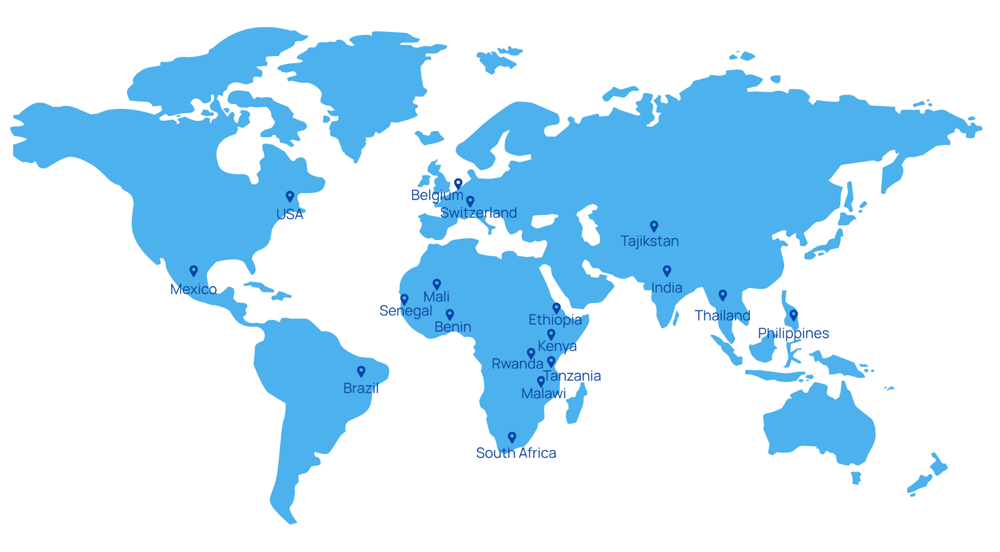 Belgium
USA
Switzerland
Tajikstan
Mexico
India
Mali
Senegal
Benin
Ethiopia
Thailand
Philippines
Kenya
Rwanda
Tanzania
Brazil
Malawi
South Africa